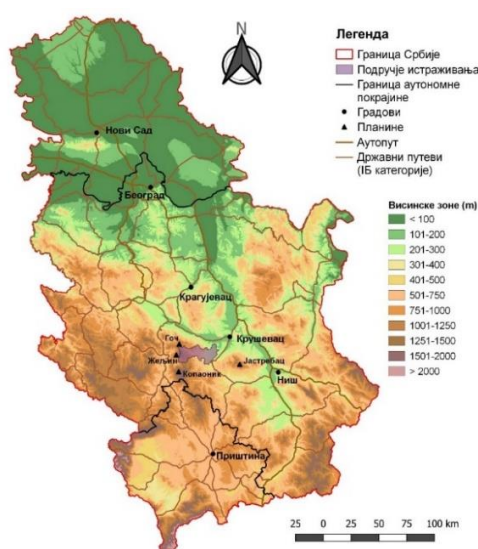 N
Легенда
Граница Србије
Подручје истраживања
Граница аутономне
покрајине
Градови
Планине
Аутопут
Државни путеви
(IБ категорије)
Висинске зоне (m)
< 100
101-200
201-300
301-400
401-500
501-750
751-1000
1001-1250
1251-1500
1501-2000
> 2000
Нови Сад
Београд
Крагујевац
Гоч
Крушевац
Жељин
Јастребац
Копаоник
Ниш
Приштина
25 0 25 50 75 100 km